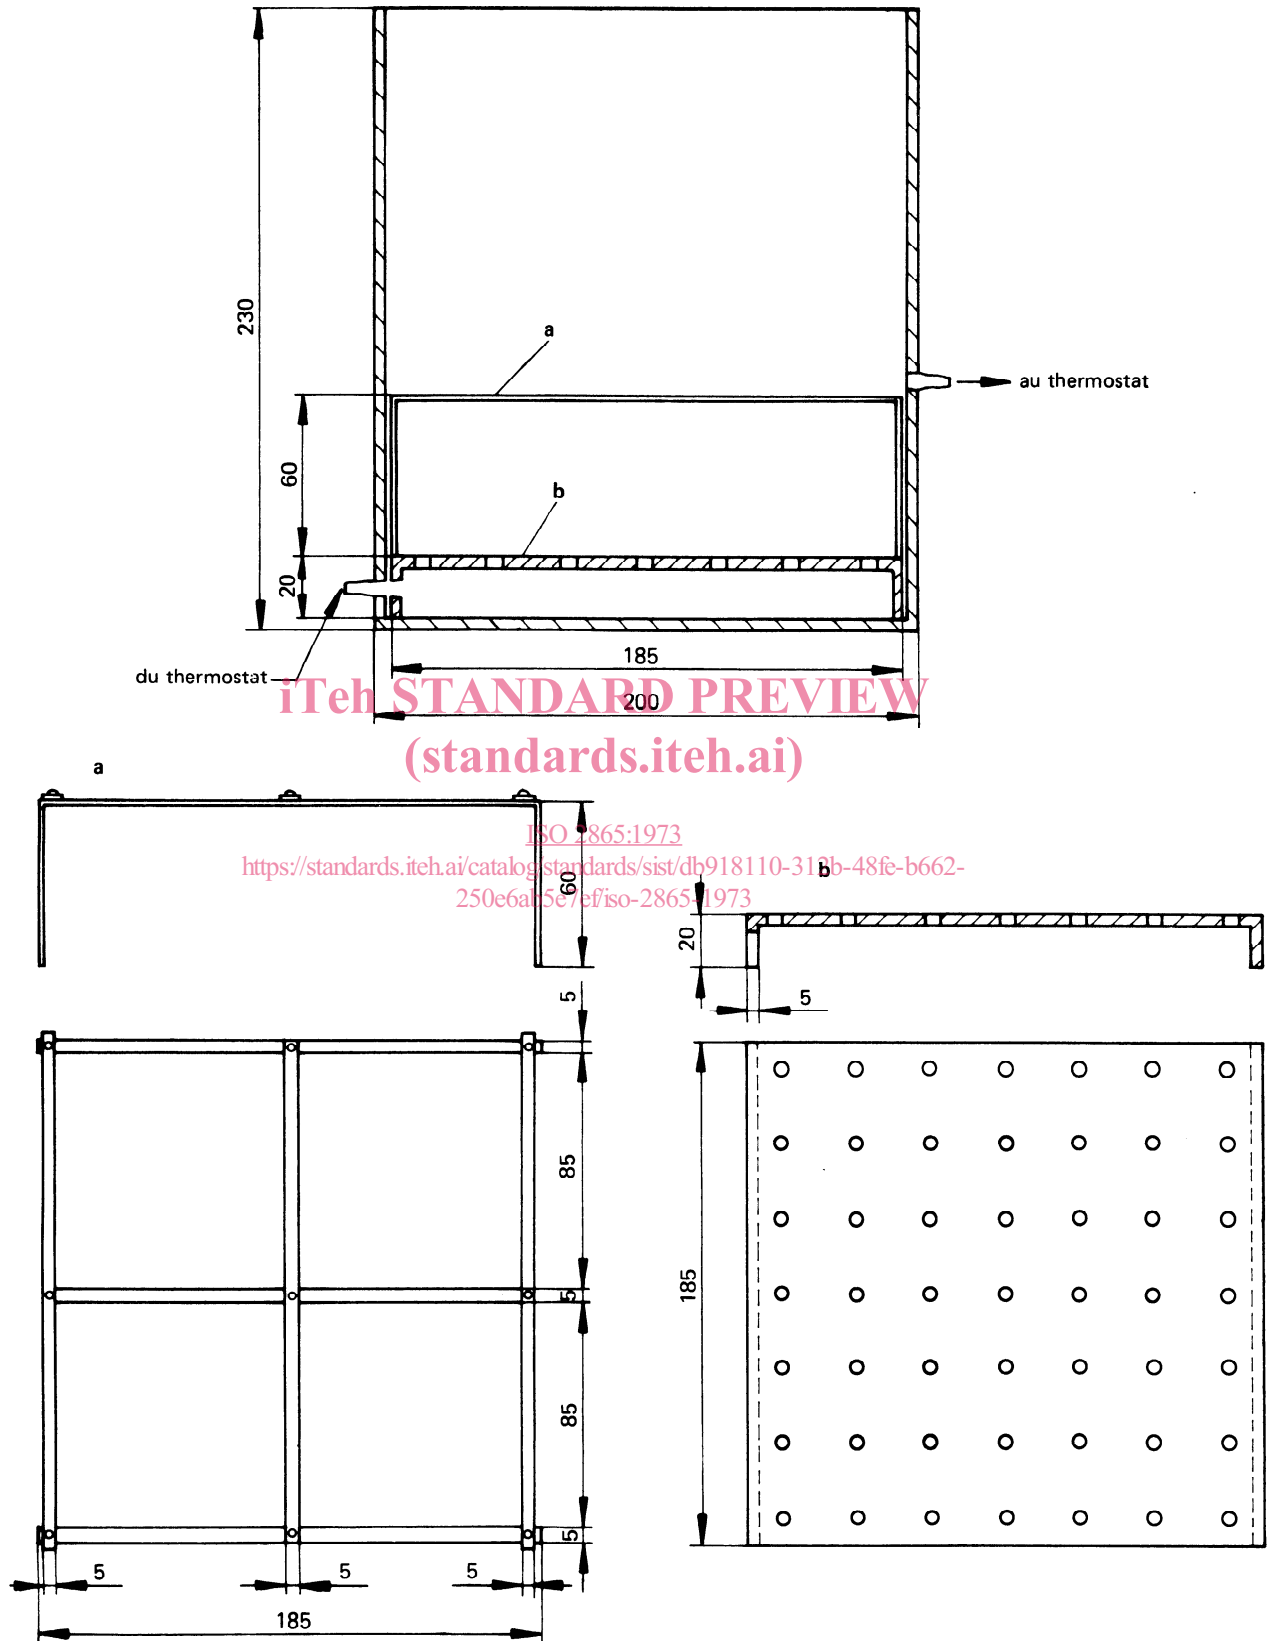 230
a
au thermostat
60
b
20
du thermostat
185
200
iTeh STANDARD PREVIEW
(standards.iteh.ai)
a
ISO 2865:1973
https://standards.iteh.ai/catalog/standards/sist/db918110-312b-48fe-b662-
250e6ab5e7ef/iso-2865-1973
60
b
20
5
5
85
5
85
5
185
5
5
5
185